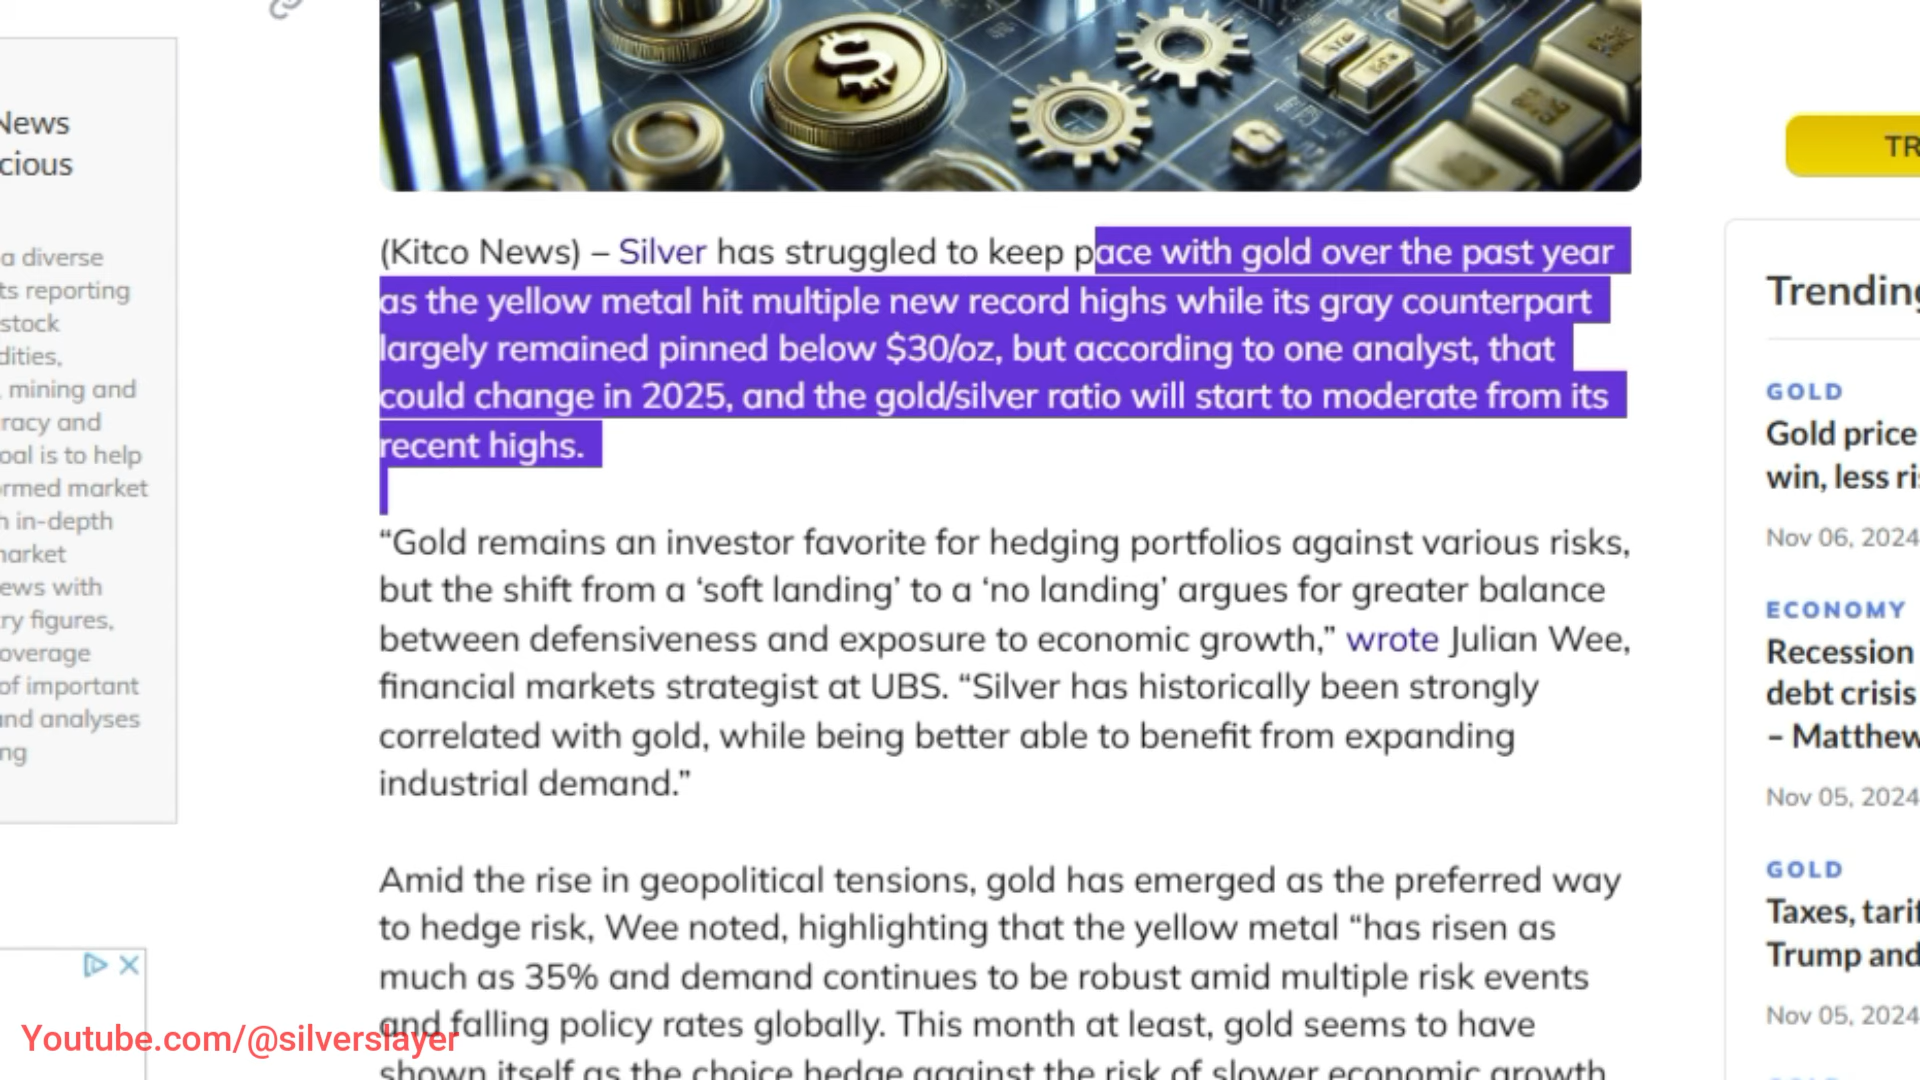 News
cious
a diverse
ts reporting
stock
dities,
, mining and
racy and
oal is to help
ormed market
h in-depth
market
ews with
ry figures,
overage
of important
and analyses
ng
(Kitco News) – Silver has struggled to keep pace with gold over the past year
as the yellow metal hit multiple new record highs while its gray counterpart
largely remained pinned below $30/oz, but according to one analyst, that
could change in 2025, and the gold/silver ratio will start to moderate from its
recent highs.
“Gold remains an investor favorite for hedging portfolios against various risks,
but the shift from a ‘soft landing’ to a ‘no landing’ argues for greater balance
between defensiveness and exposure to economic growth,” wrote Julian Wee,
financial markets strategist at UBS. “Silver has historically been strongly
correlated with gold, while being better able to benefit from expanding
industrial demand.”
Amid the rise in geopolitical tensions, gold has emerged as the preferred way
to hedge risk, Wee noted, highlighting that the yellow metal “has risen as
much as 35% and demand continues to be robust amid multiple risk events
and falling policy rates globally. This month at least, gold seems to have
shown itself as the choice hedge against the risk of slower economic growth
TR
Trending
GOLD
Gold price
win, less ri
Nov 06, 2024
ECONOMY
Recession
debt crisis
– Matthew
Nov 05, 2024
GOLD
Taxes, tarif
Trump and
Nov 05, 2024
Youtube.com/@silverslayer